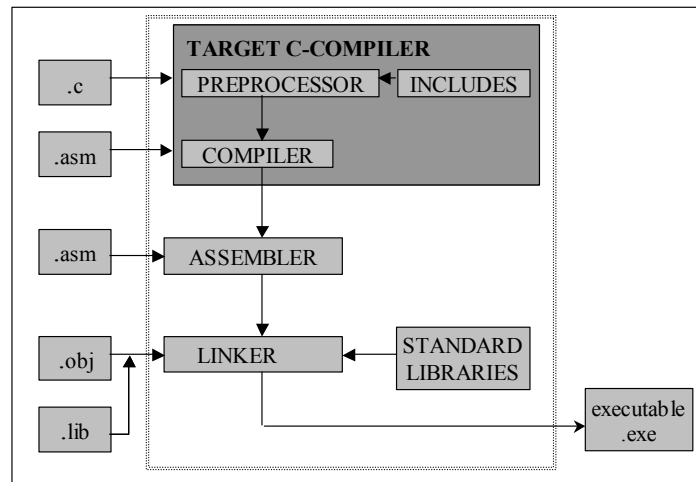 TARGET C-COMPILER
.c
PREPROCESSOR
INCLUDES
.asm
COMPILER
.asm
ASSEMBLER
.obj
LINKER
STANDARD
LIBRARIES
.lib
executable
.exe